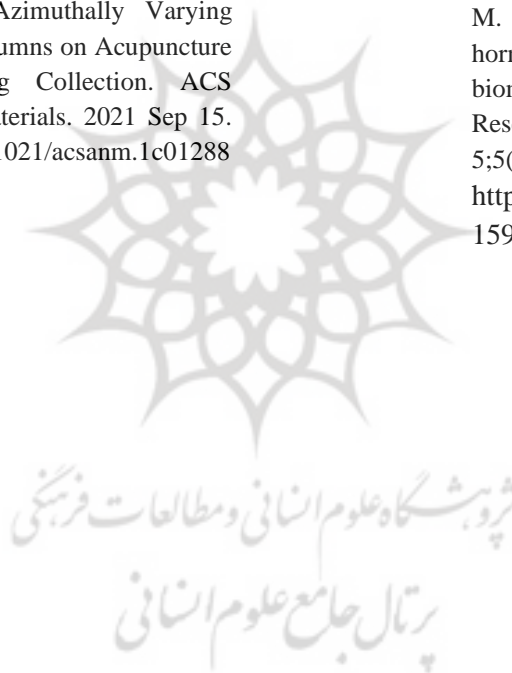 Azimuthally Varying
umns on Acupuncture
g Collection. ACS
terials. 2021 Sep 15.
1021/acsanm.1c01288
M.
horn
bion
Res
5;5(
http
159
پژوهشگاه علوم انسانی و مطالعات فرهنگی
پرتال جامع علوم انسانی